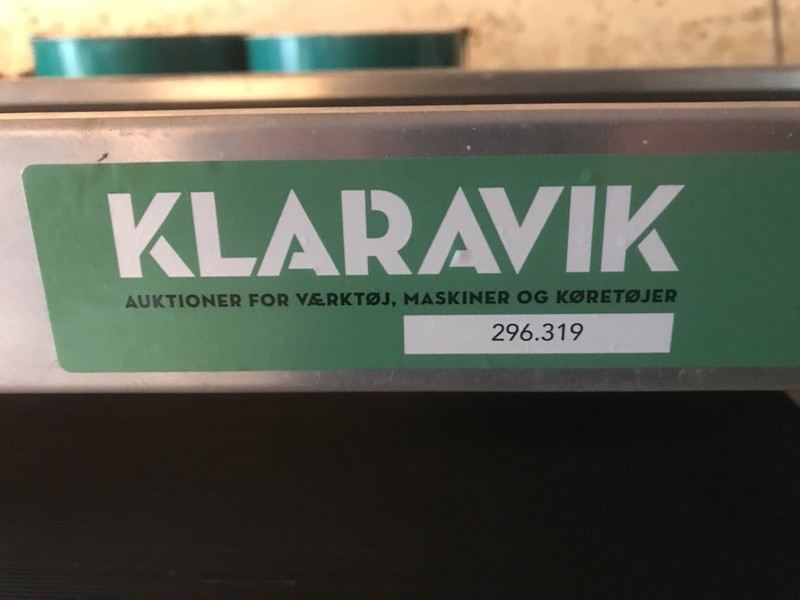 KLARAVIK
AUKTIONER FOR VÆRKTØJ, MASKINER OG KØRETØJER
296.319